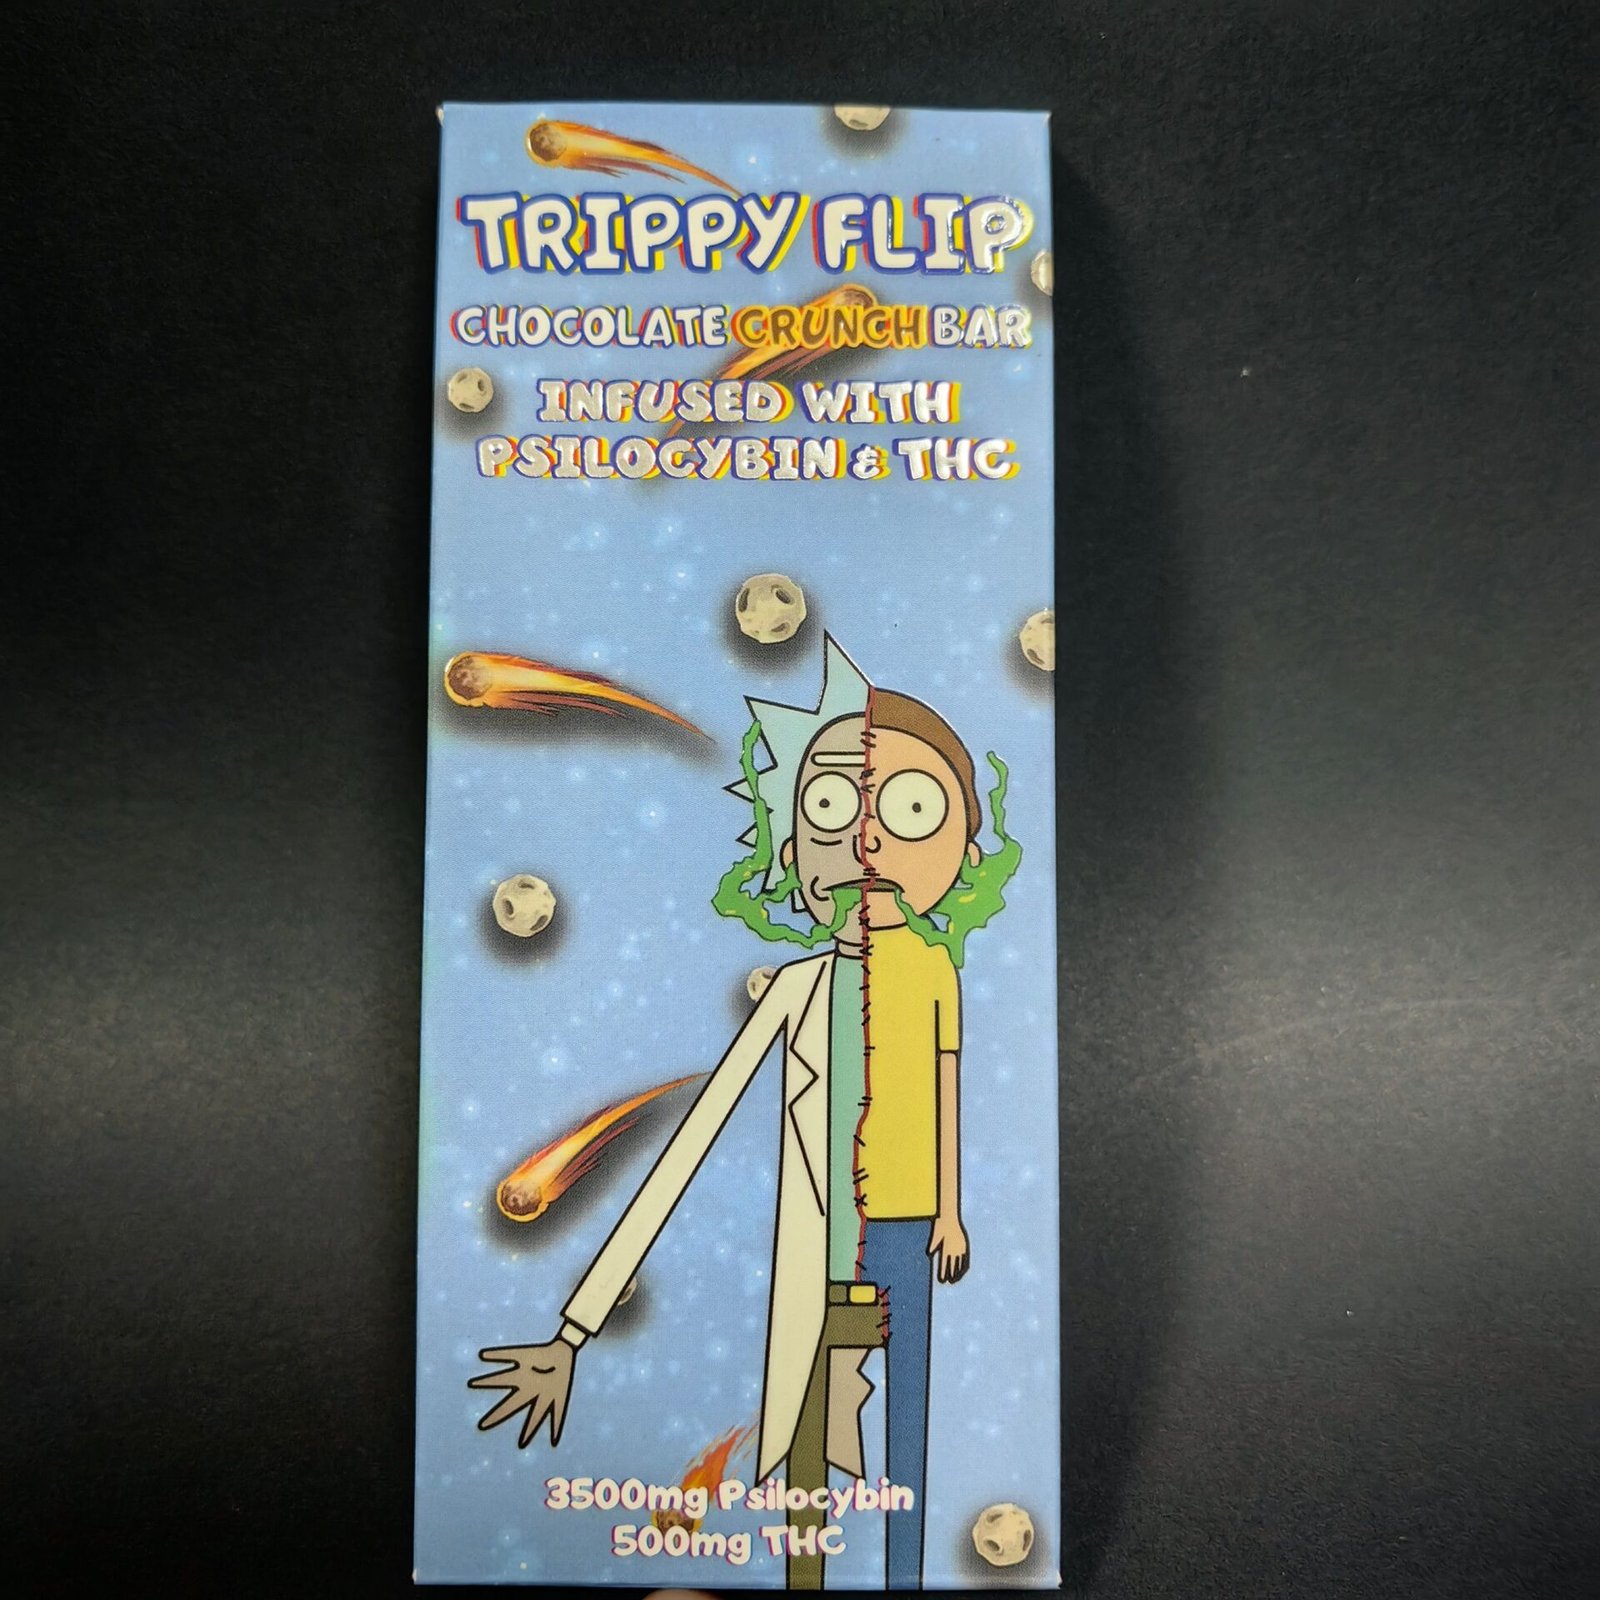 TRIPPY FLIP
CHOCOLATE CRUNCH BAR
INFUSED WITH
PSILOCYBIN & THC
3500mg Psilocybin
500mg THC